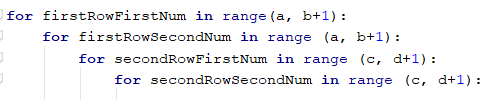 for firstRowFirstNum in range(a, b+1):
for firstRowSecondNum in range (a, b+1):
for secondRowFirstNum in range (c, d+1):
for secondRowSecondNum in range (c, d+1):